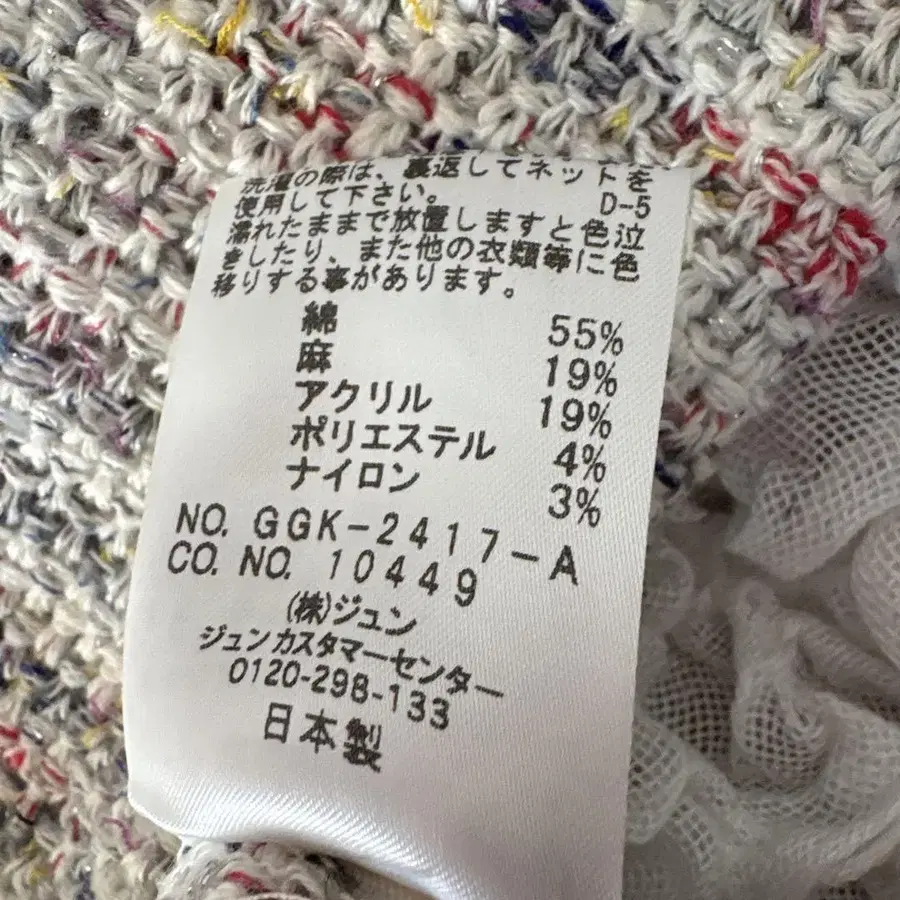 洗濯の際は、裏返してネットを
使用して下さい。 D-5
濡れたままで放置しますと色泣
きしたり、また他の衣類等に色
移りする事があります。
綿 55%
麻 19%
アクリル 19%
ポリエステル 4%
ナイロン 3%
NO. GGK-2417-A
CO. NO. 10449
(株)ジュン
ジュンカスタマーセンター
0120-298-133
日本製